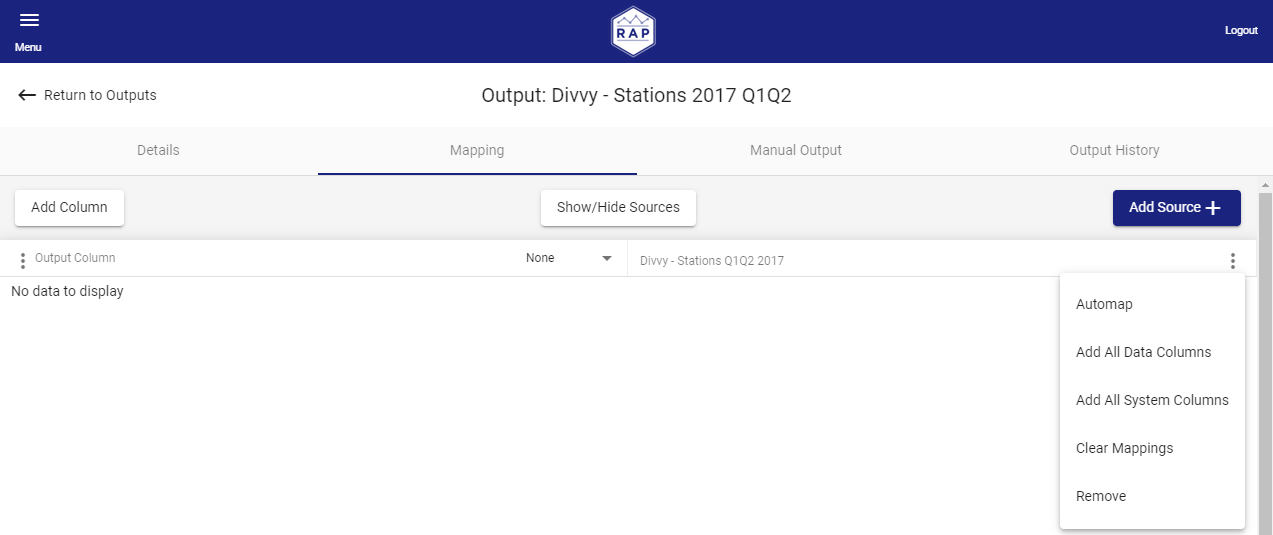 Menu
RAP
Logout
Return to Outputs
Output: Divvy - Stations 2017 Q1Q2
Details
Mapping
Manual Output
Output History
Add Column
Show/Hide Sources
Add Source
Output Column
None
Divvy - Stations Q1Q2 2017
No data to display
Automap
Add All Data Columns
Add All System Columns
Clear Mappings
Remove